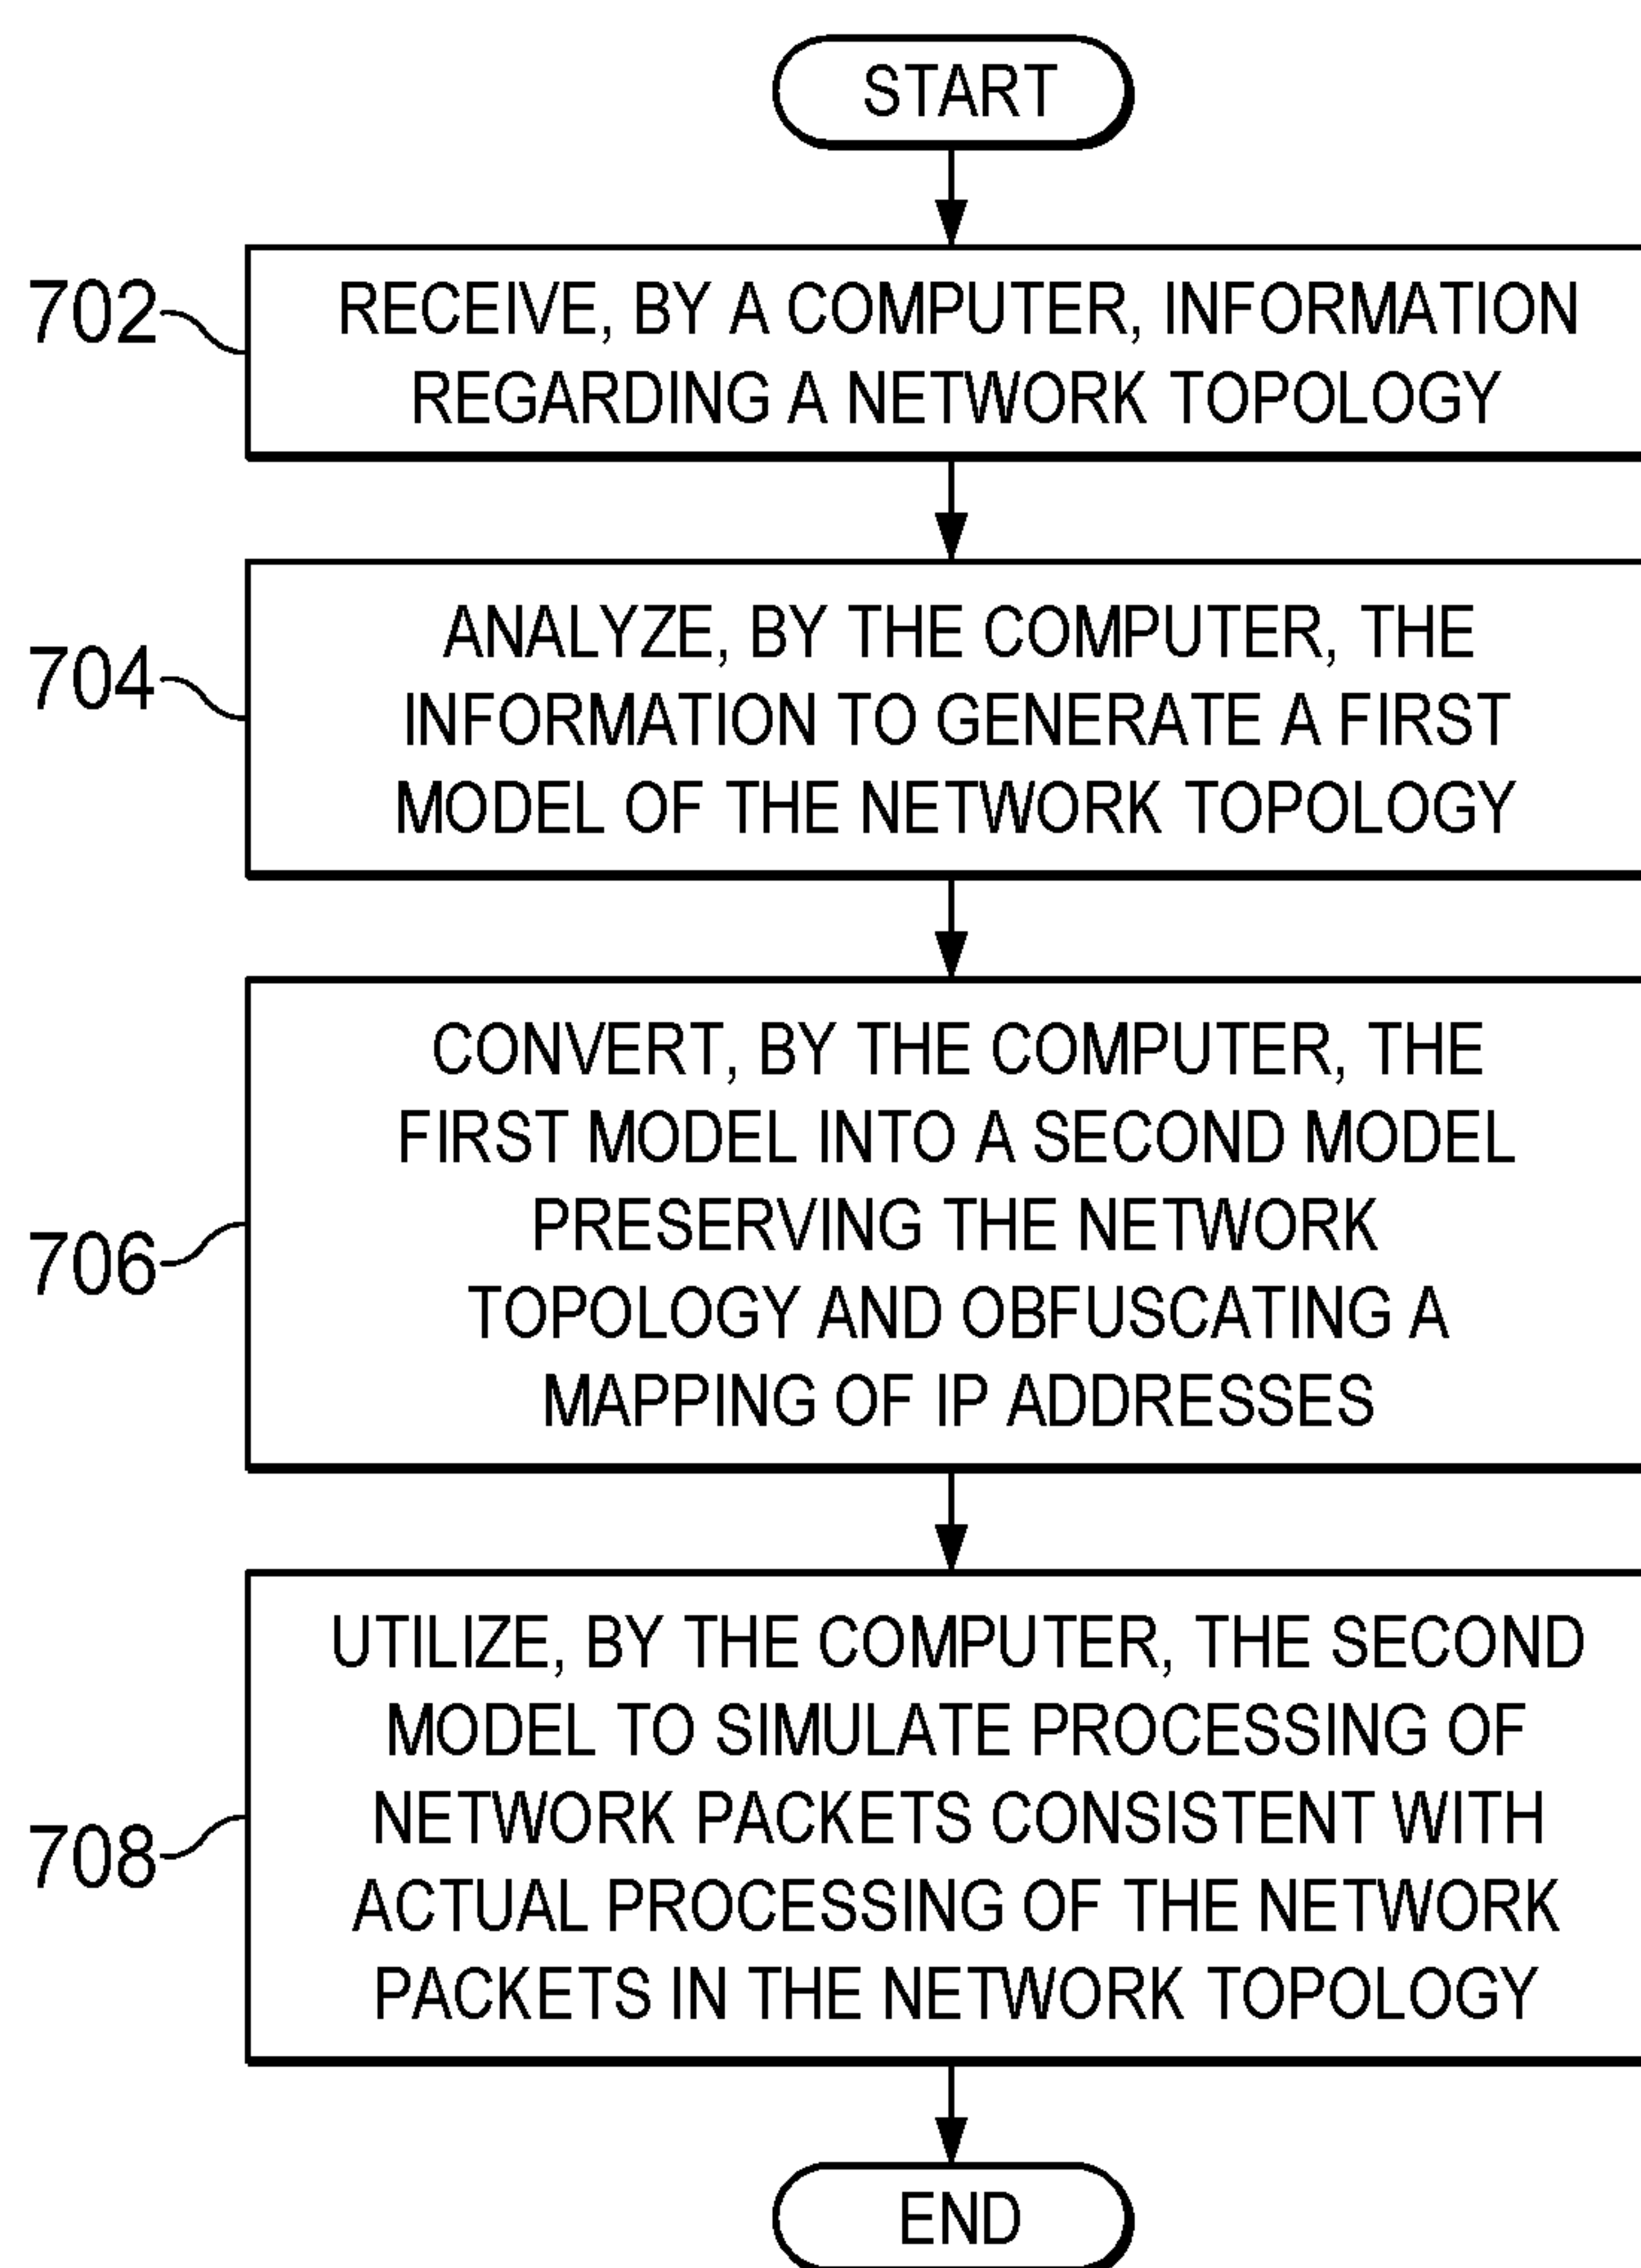 START
702
RECEIVE, BY A COMPUTER, INFORMATION
REGARDING A NETWORK TOPOLOGY
704
ANALYZE, BY THE COMPUTER, THE
INFORMATION TO GENERATE A FIRST
MODEL OF THE NETWORK TOPOLOGY
706
CONVERT, BY THE COMPUTER, THE
FIRST MODEL INTO A SECOND MODEL
PRESERVING THE NETWORK
TOPOLOGY AND OBFUSCATING A
MAPPING OF IP ADDRESSES
708
UTILIZE, BY THE COMPUTER, THE SECOND
MODEL TO SIMULATE PROCESSING OF
NETWORK PACKETS CONSISTENT WITH
ACTUAL PROCESSING OF THE NETWORK
PACKETS IN THE NETWORK TOPOLOGY
END